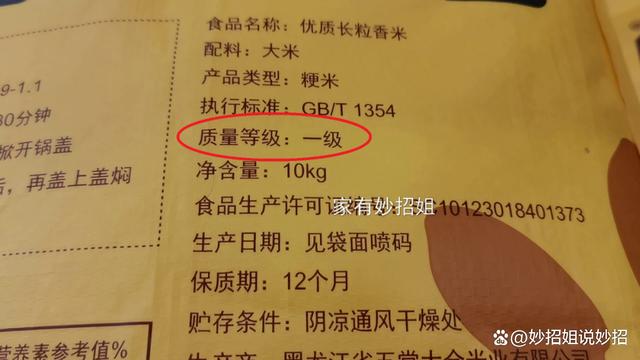 食品名称：优质长粒香米
配料：大米
产品类型：粳米
执行标准：GB/T 1354
质量等级：一级
净含量：10kg
食品生产许可
家有妙招姐
10123018401373
生产日期：见袋面喷码
保质期：12个月
贮存条件：阴凉通风干燥处
9-1.1
30分钟
掀开锅盖
后，再盖上盖焖
营养素参考值%
@妙招姐说妙招